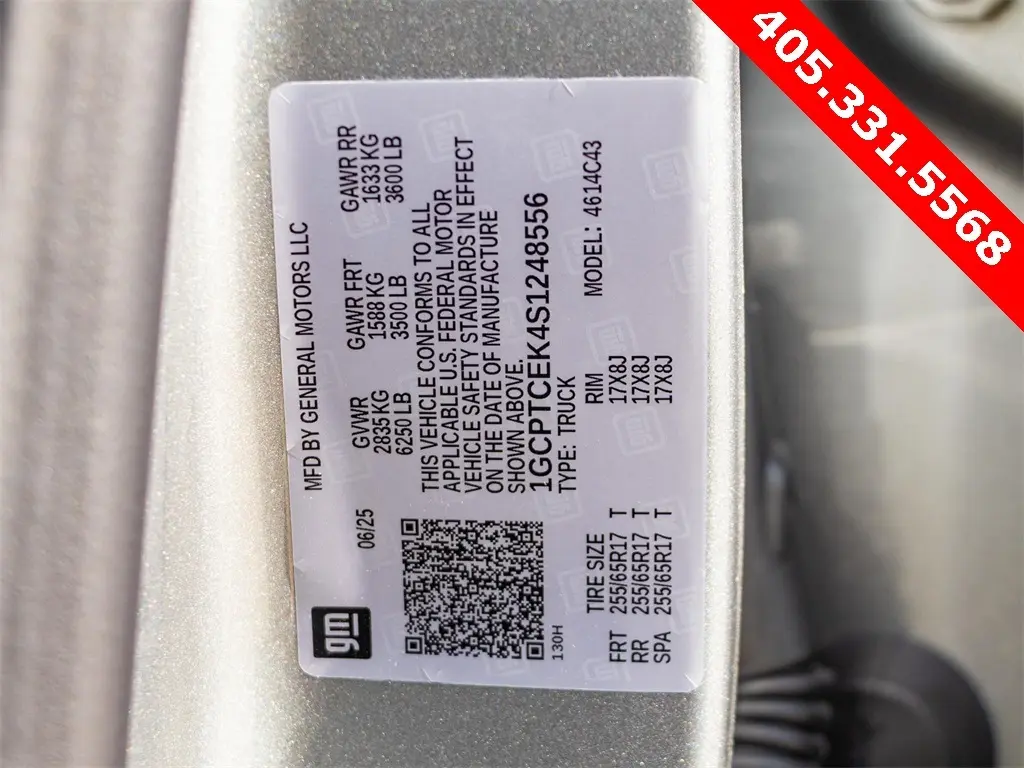 405.331.5568
MFD BY GENERAL MOTORS LLC
gm
06/25
GVWR GAWR FRT GAWR RR
2835 KG 1588 KG 1633 KG
6250 LB 3500 LB 3600 LB
THIS VEHICLE CONFORMS TO ALL
APPLICABLE U.S. FEDERAL MOTOR
VEHICLE SAFETY STANDARDS IN EFFECT
ON THE DATE OF MANUFACTURE
SHOWN ABOVE.
1GCPTCEK4S1248556
130H
TYPE: TRUCK
MODEL: 4614C43
TIRE SIZE RIM
FRT 255/65R17 T 17X8J
RR 255/65R17 T 17X8J
SPA 255/65R17 T 17X8J